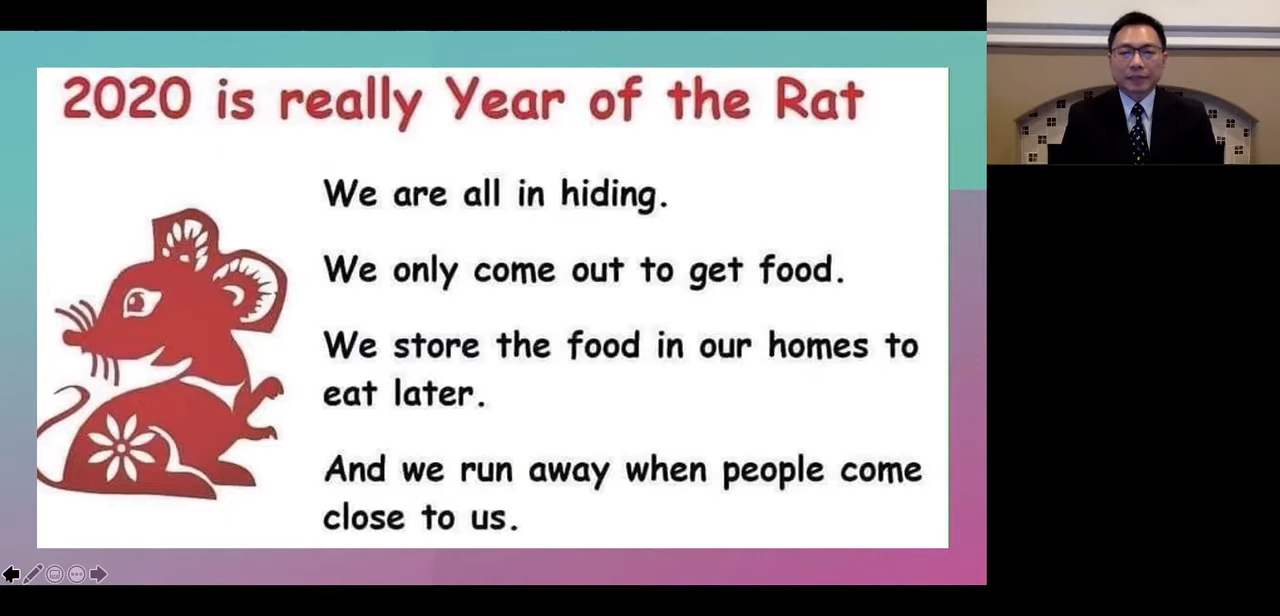 2020 is really Year of the Rat
We are all in hiding.
We only come out to get food.
We store the food in our homes to
eat later.
And we run away when people come
close to us.